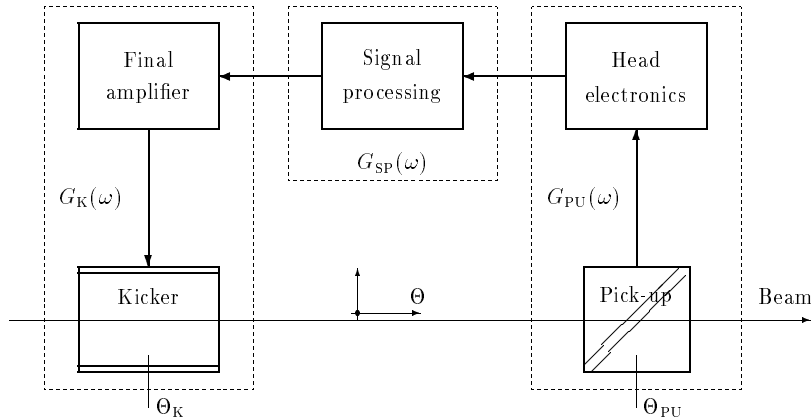 Final
amplifier
Signal
processing
Head
electronics
G_SP(ω)
G_K(ω)
G_PU(ω)
Kicker
Θ
Pick-up
Beam
Θ_K
Θ_PU